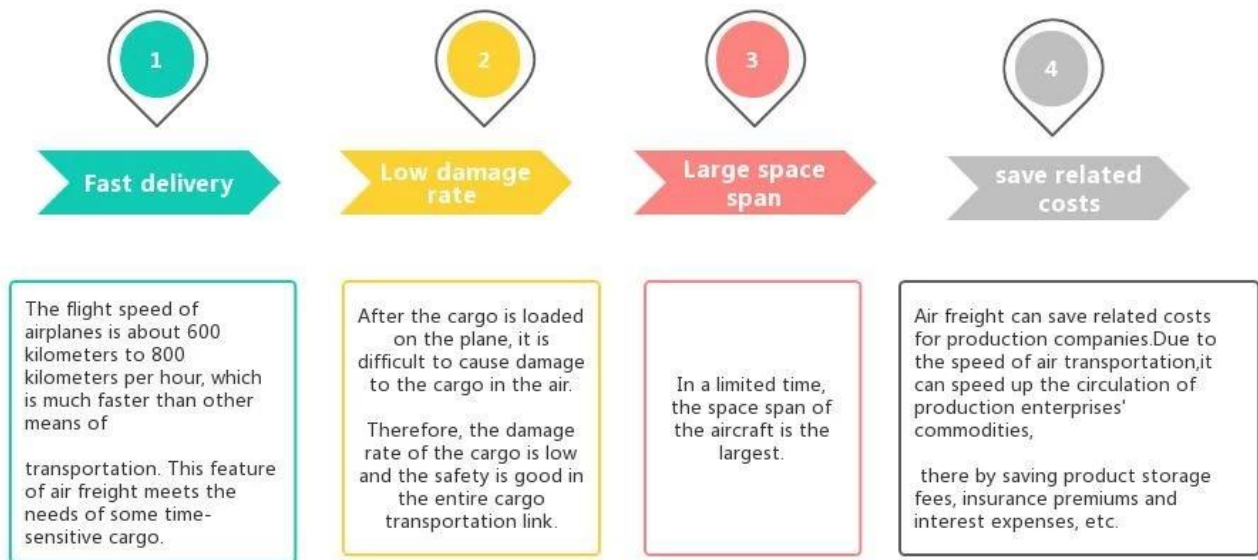 1
Fast delivery
The flight speed of
airplanes is about 600
kilometers to 800
kilometers per hour, which
is much faster than other
means of
transportation. This feature
of air freight meets the
needs of some time-
sensitive cargo.
2
Low damage
rate
After the cargo is loaded
on the plane, it is
difficult to cause damage
to the cargo in the air.
Therefore, the damage
rate of the cargo is low
and the safety is good in
the entire cargo
transportation link.
3
Large space
span
In a limited time,
the space span of
the aircraft is the
largest.
4
save related
costs
Air freight can save related costs
for production companies.Due to
the speed of air transportation,it
can speed up the circulation of
production enterprises'
commodities,
there by saving product storage
fees, insurance premiums and
interest expenses, etc.